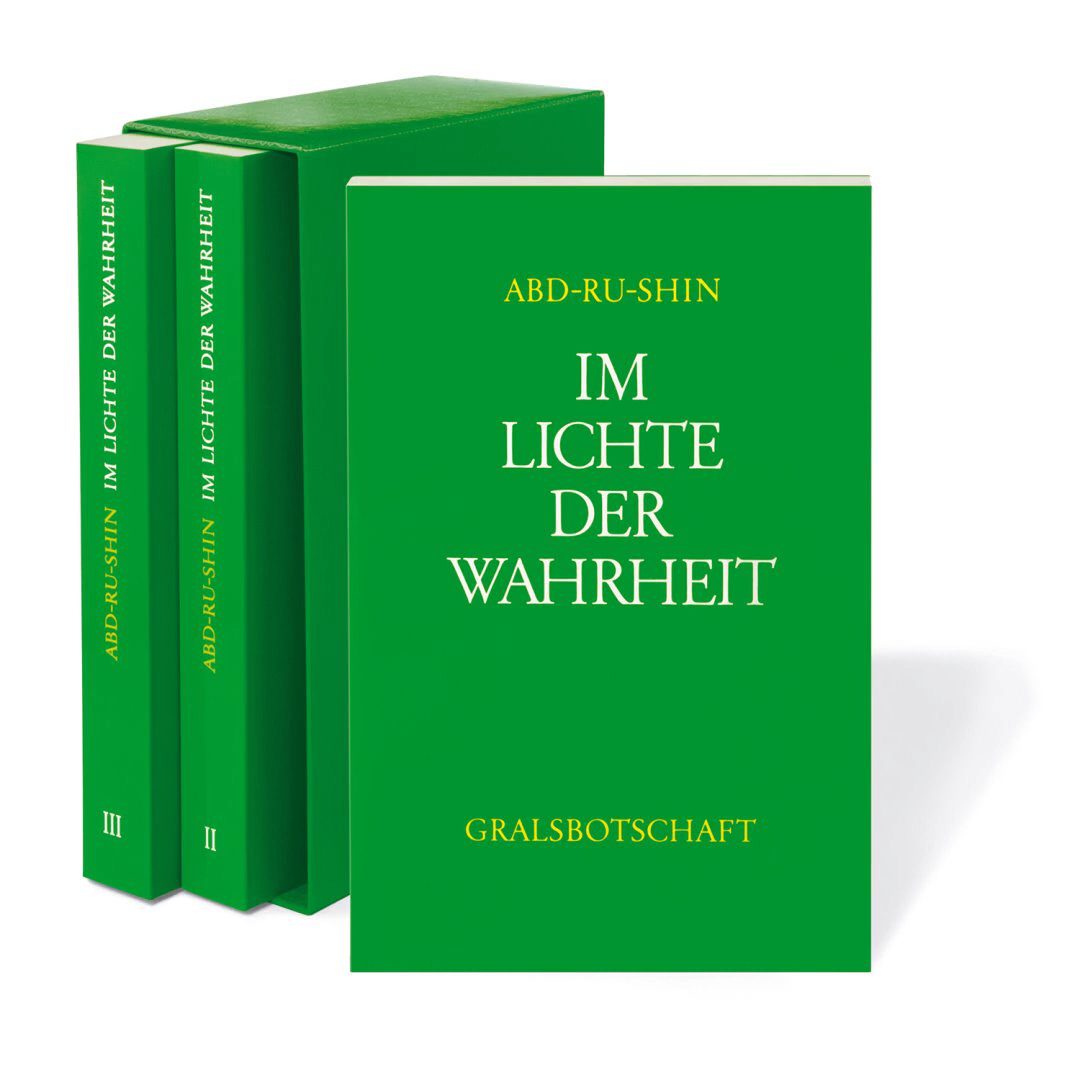 ABD-RU-SHIN IM LICHTE DER WAHRHEIT
III
ABD-RU-SHIN IM LICHTE DER WAHRHEIT
II
ABD-RU-SHIN
IM
LICHTE
DER
WAHRHEIT
GRALSBOTSCHAFT